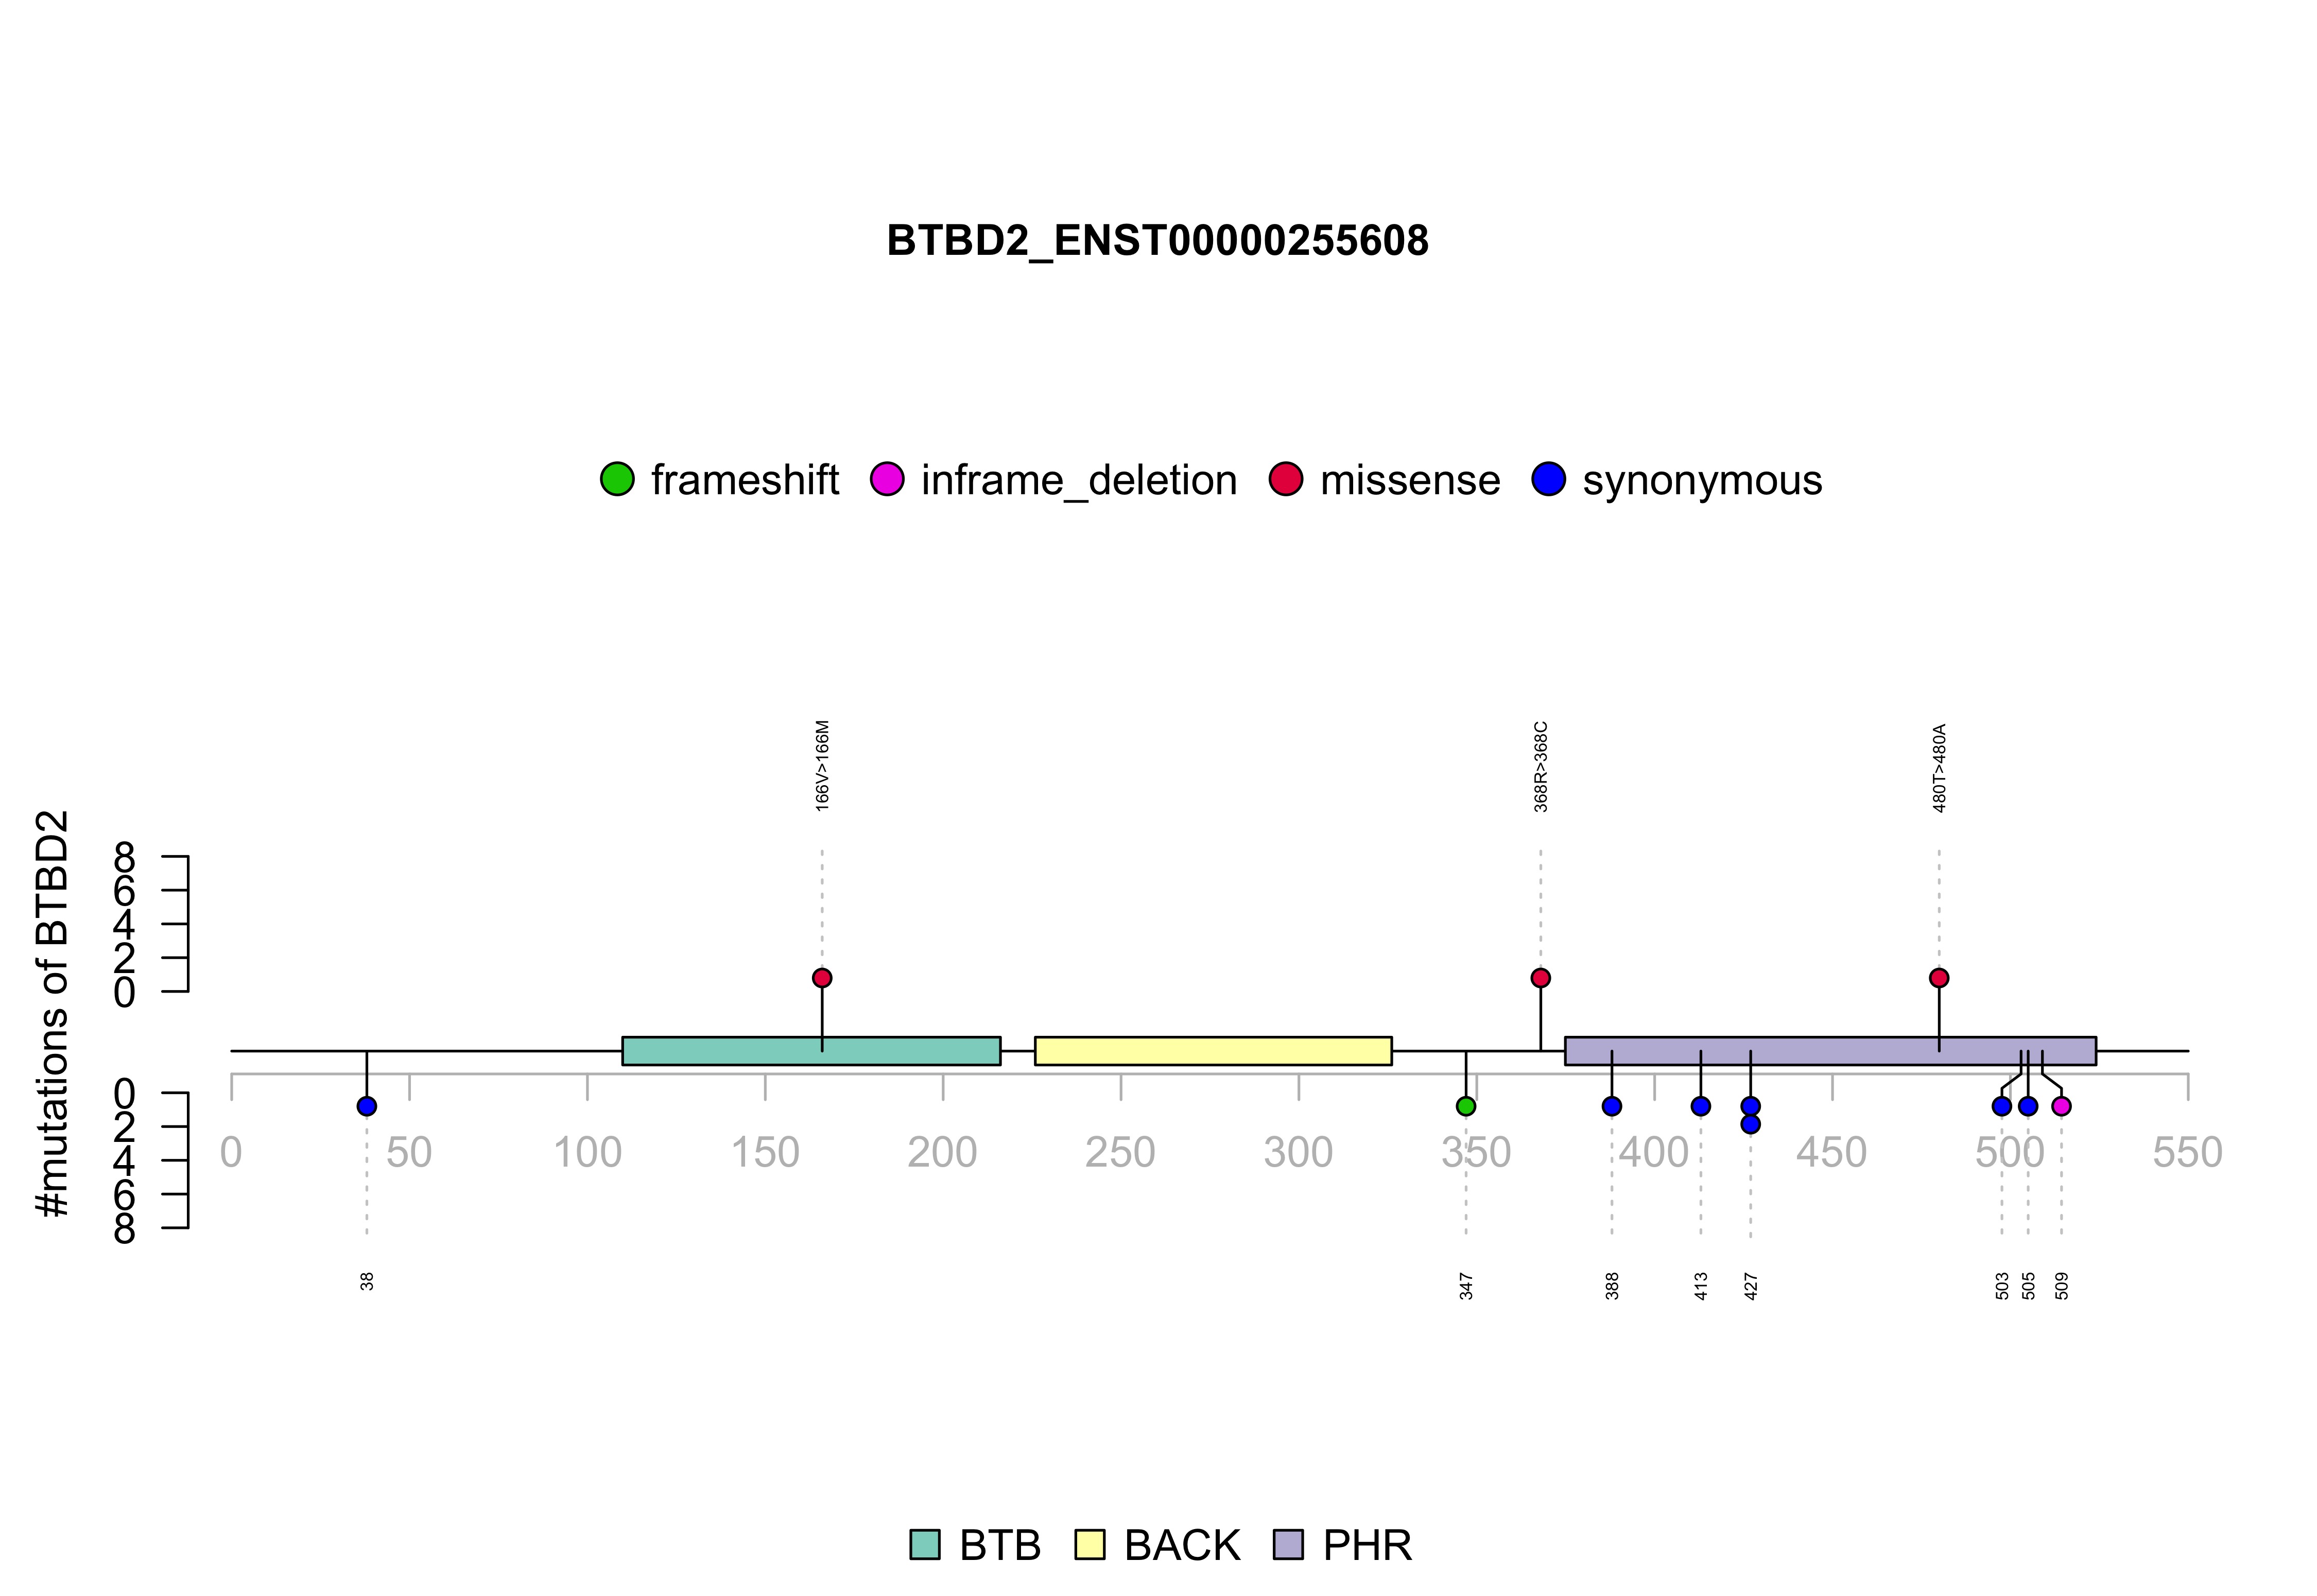 BTBD2_ENST00000255608
frameshift inframe_deletion missense synonymous
166V>166M 368R>368C 480T>480A
#mutations of BTBD2
8
6
4
2
0
0
2
4
6
8
0 50 100 150 200 250 300 350 400 450 500 550
38 347 388 413 427 503 505 509
BTB BACK PHR